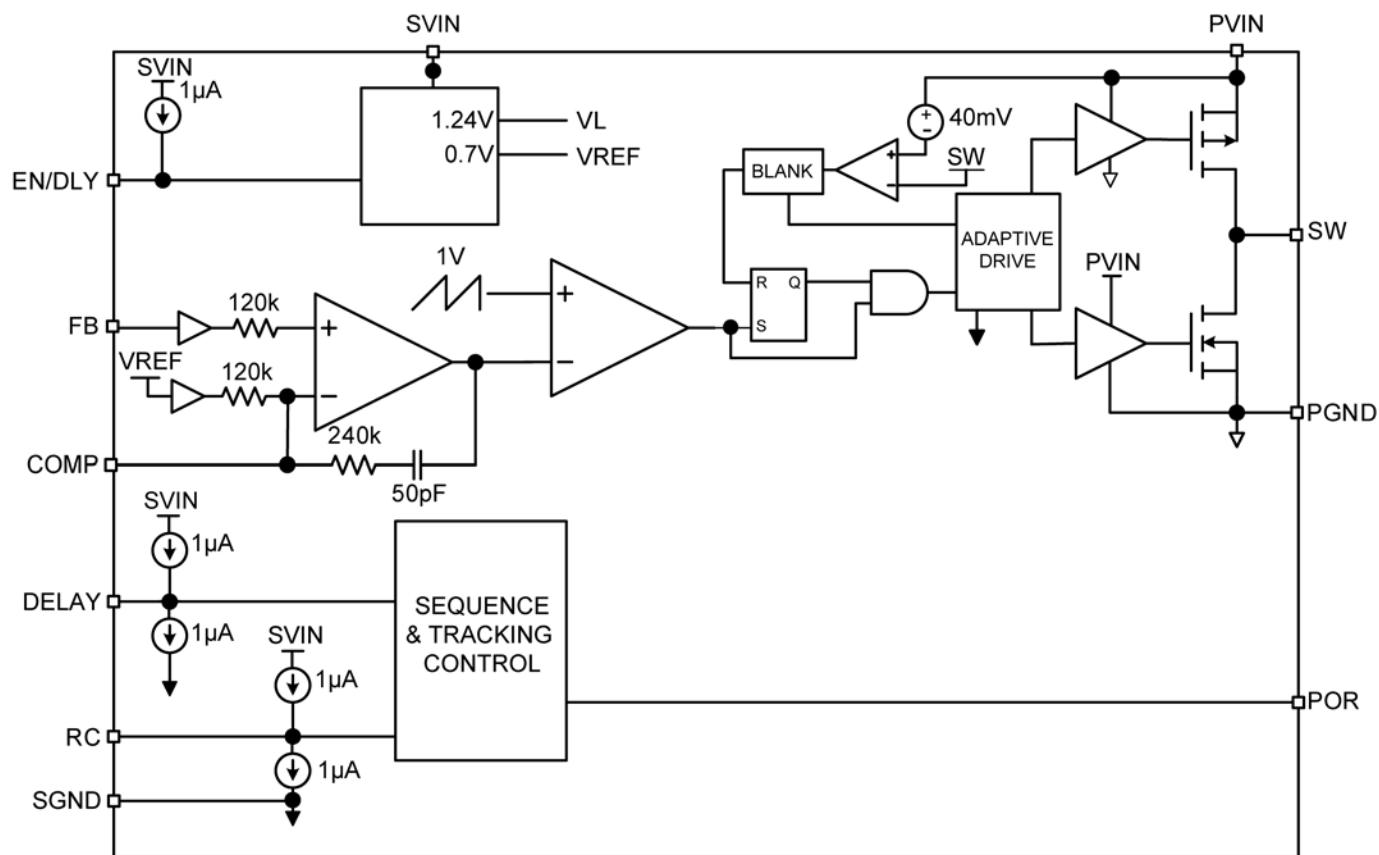 SVIN
PVIN
SVIN
1µA
1.24V
VL
0.7V
VREF
EN/DLY
+
-
40mV
SW
+
−
BLANK
ADAPTIVE
DRIVE
SW
1V
PVIN
R
Q
S
FB
120k
+
+
VREF
120k
−
−
240k
50pF
COMP
PGND
SVIN
1µA
DELAY
1µA
SVIN
1µA
RC
1µA
SGND
SEQUENCE
& TRACKING
CONTROL
POR